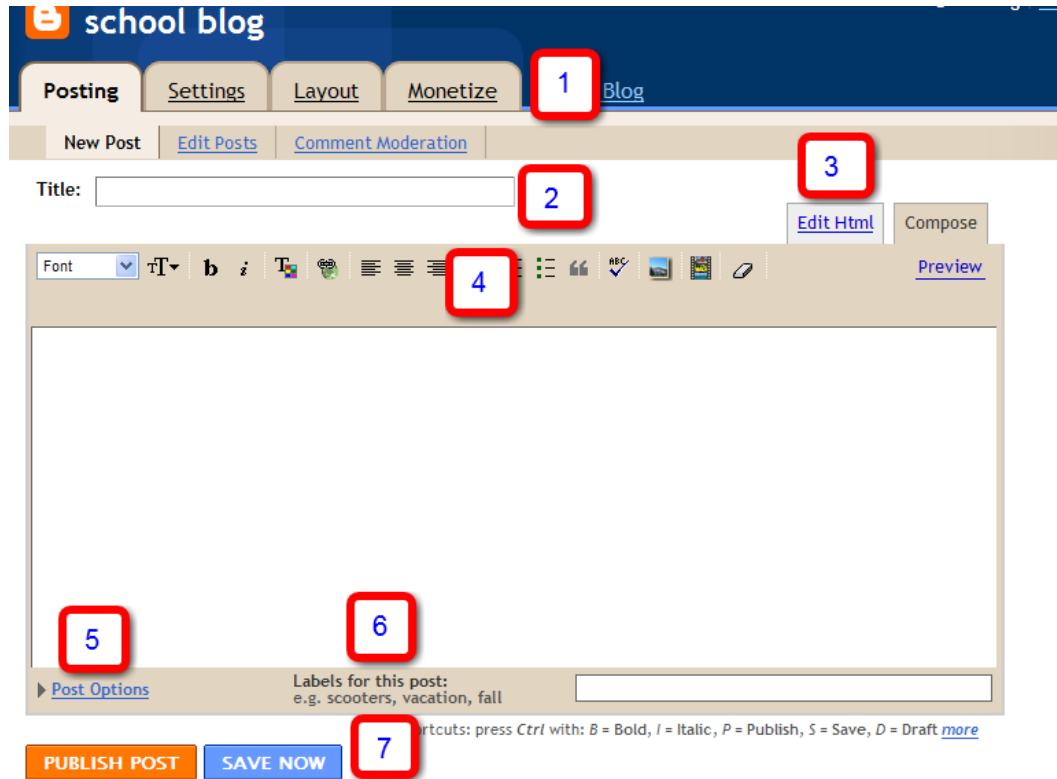 school blog
Posting Settings Layout Monetize 1 Blog
New Post Edit Posts Comment Moderation
3
Title: 2
Edit Html Compose
Font b i 4 ABC Preview
5 6
Post Options Labels for this post:
e.g. scooters, vacation, fall
press Ctrl with: B = Bold, I = Italic, P = Publish, S = Save, D = Draft more
PUBLISH POST SAVE NOW 7